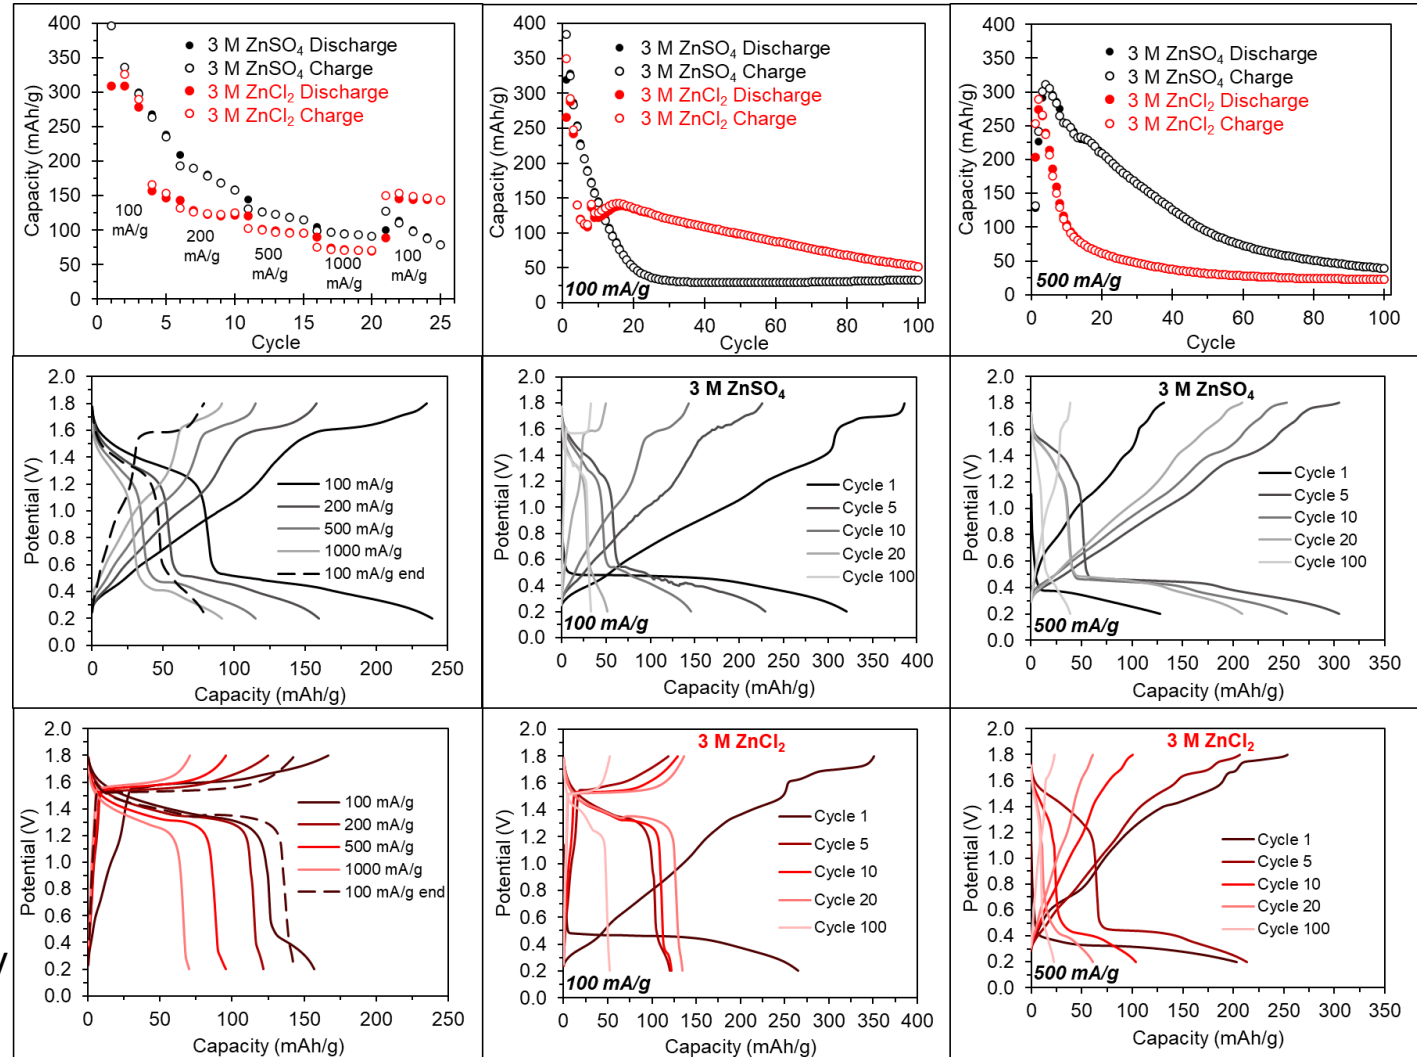 400
350
300
250
200
150
100
50
0
Capacity (mAh/g)
3 M ZnSO₄ Discharge
3 M ZnSO₄ Charge
3 M ZnCl₂ Discharge
3 M ZnCl₂ Charge
100
mA/g
200
mA/g
500
mA/g
1000
mA/g
100
mA/g
0 5 10 15 20 25
Cycle
400
350
300
250
200
150
100
50
0
Capacity (mAh/g)
3 M ZnSO₄ Discharge
3 M ZnSO₄ Charge
3 M ZnCl₂ Discharge
3 M ZnCl₂ Charge
100 mA/g
0 20 40 60 80 100
Cycle
400
350
300
250
200
150
100
50
0
Capacity (mAh/g)
3 M ZnSO₄ Discharge
3 M ZnSO₄ Charge
3 M ZnCl₂ Discharge
3 M ZnCl₂ Charge
500 mA/g
0 20 40 60 80 100
Cycle
2.0
1.8
1.6
1.4
1.2
1.0
0.8
0.6
0.4
0.2
0.0
Potential (V)
100 mA/g
200 mA/g
500 mA/g
1000 mA/g
100 mA/g end
0 50 100 150 200 250
Capacity (mAh/g)
3 M ZnSO₄
2.0
1.8
1.6
1.4
1.2
1.0
0.8
0.6
0.4
0.2
0.0
Potential (V)
Cycle 1
Cycle 5
Cycle 10
Cycle 20
Cycle 100
100 mA/g
0 50 100 150 200 250 300 350 400
Capacity (mAh/g)
3 M ZnSO₄
2.0
1.8
1.6
1.4
1.2
1.0
0.8
0.6
0.4
0.2
0.0
Potential (V)
Cycle 1
Cycle 5
Cycle 10
Cycle 20
Cycle 100
500 mA/g
0 50 100 150 200 250 300 350
Capacity (mAh/g)
2.0
1.8
1.6
1.4
1.2
1.0
0.8
0.6
0.4
0.2
0.0
Potential (V)
100 mA/g
200 mA/g
500 mA/g
1000 mA/g
100 mA/g end
0 50 100 150 200 250
Capacity (mAh/g)
3 M ZnCl₂
2.0
1.8
1.6
1.4
1.2
1.0
0.8
0.6
0.4
0.2
0.0
Potential (V)
Cycle 1
Cycle 5
Cycle 10
Cycle 20
Cycle 100
100 mA/g
0 50 100 150 200 250 300 350 400
Capacity (mAh/g)
3 M ZnCl₂
2.0
1.8
1.6
1.4
1.2
1.0
0.8
0.6
0.4
0.2
0.0
Potential (V)
Cycle 1
Cycle 5
Cycle 10
Cycle 20
Cycle 100
500 mA/g
0 50 100 150 200 250 300 350
Capacity (mAh/g)